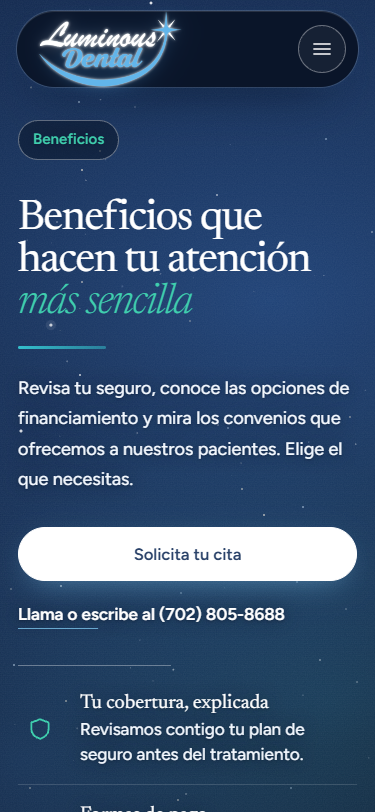 Luminous
Dental
Beneficios
Beneficios que
hacen tu atención
más sencilla
Revisa tu seguro, conoce las opciones de
financiamiento y mira los convenios que
ofrecemos a nuestros pacientes. Elige el
que necesitas.
Solicita tu cita
Llama o escribe al (702) 805-8688
Tu cobertura, explicada
Revisamos contigo tu plan de
seguro antes del tratamiento.